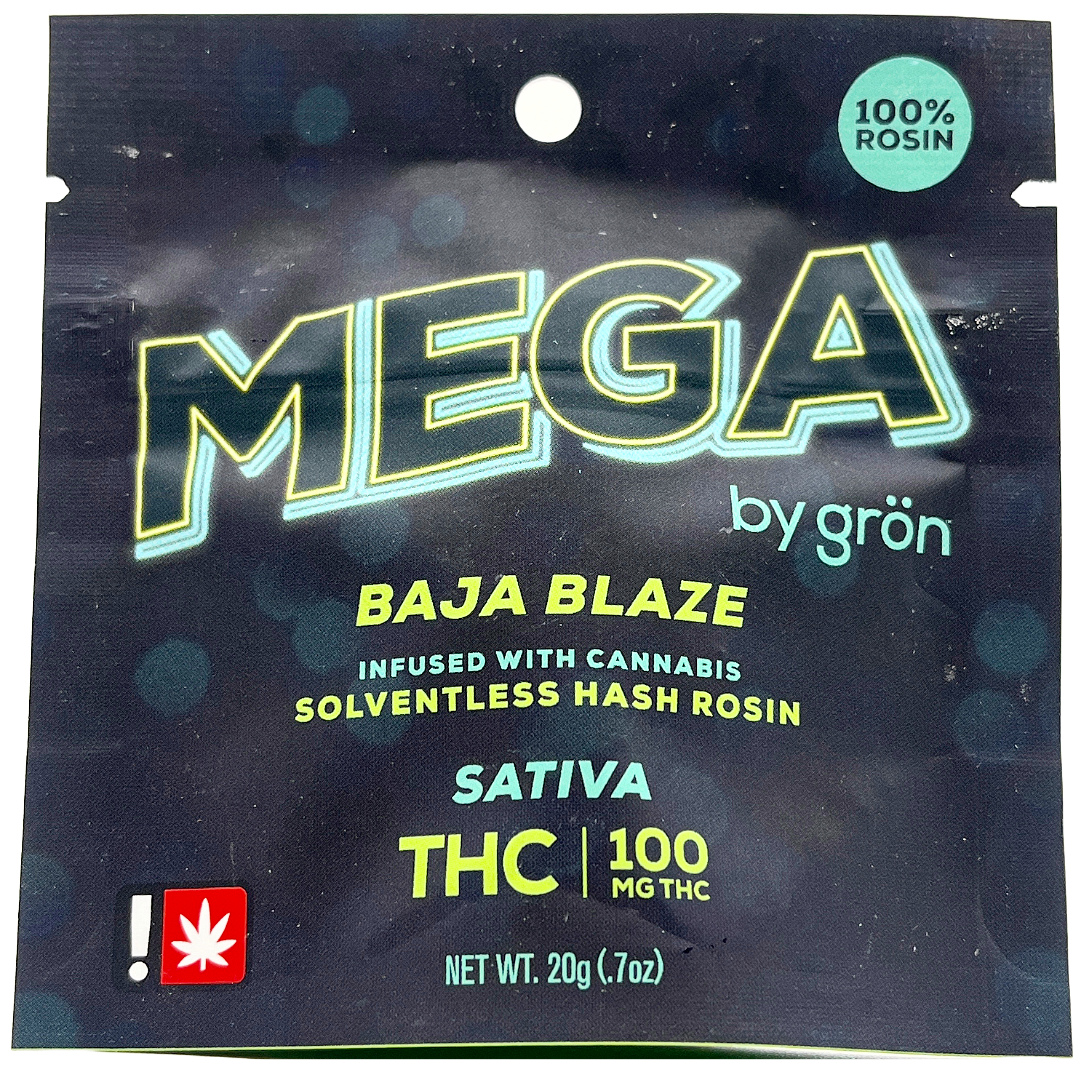 100%
ROSIN
MEGA
by grön
BAJA BLAZE
INFUSED WITH CANNABIS
SOLVENTLESS HASH ROSIN
SATIVA
THC | 100
MG THC
!
NET WT. 20g (.7oz)